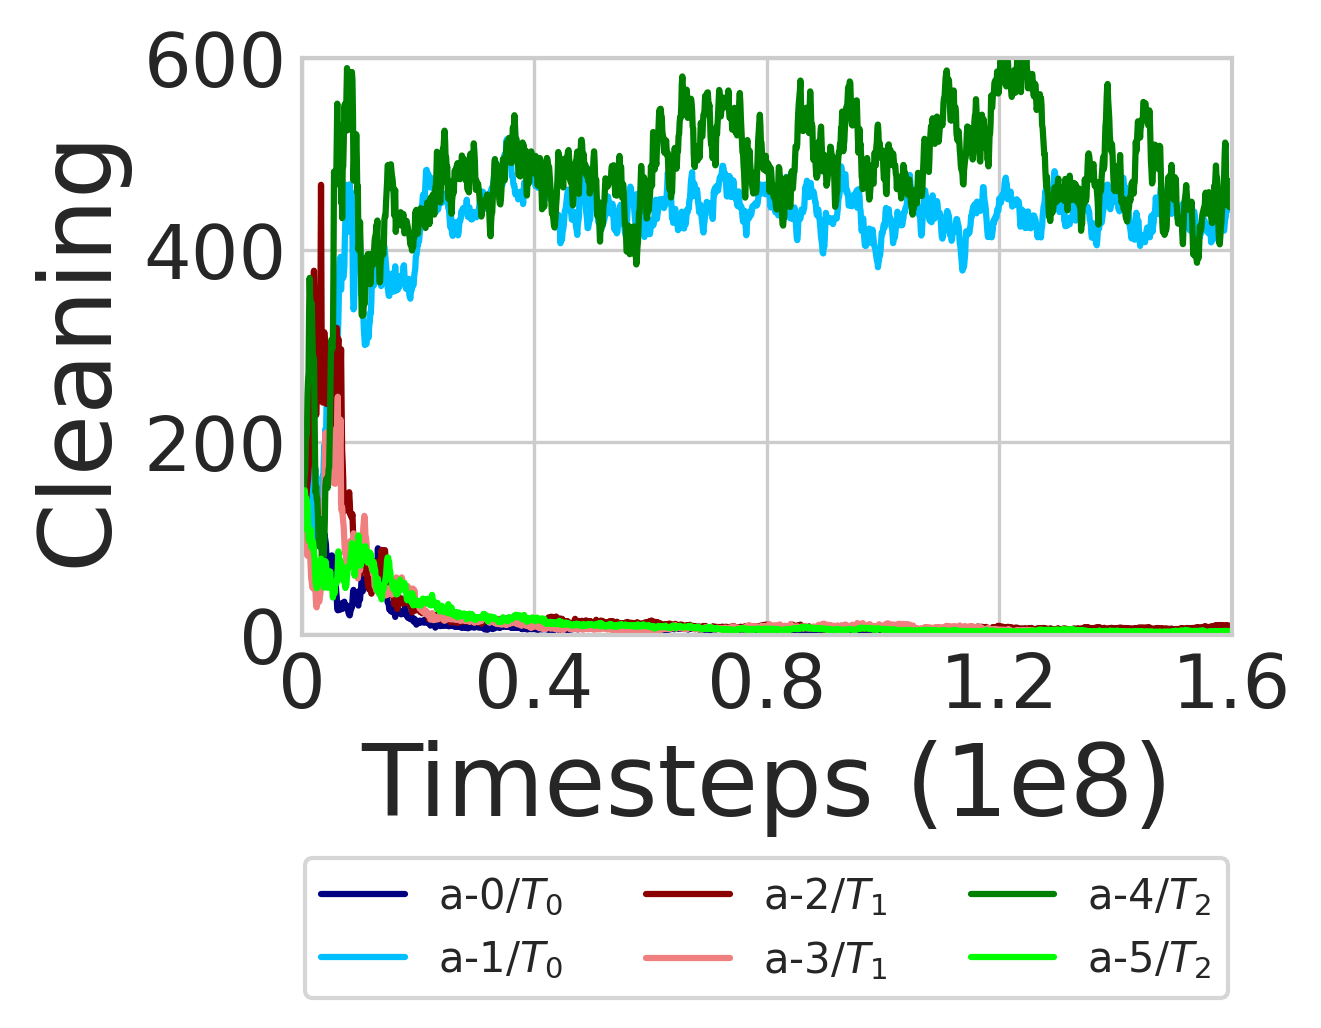 600
400
200
0
Cleaning
0 0.4 0.8 1.2 1.6
Timesteps (1e8)
a-0/T₀ a-2/T₁ a-4/T₂
a-1/T₀ a-3/T₁ a-5/T₂